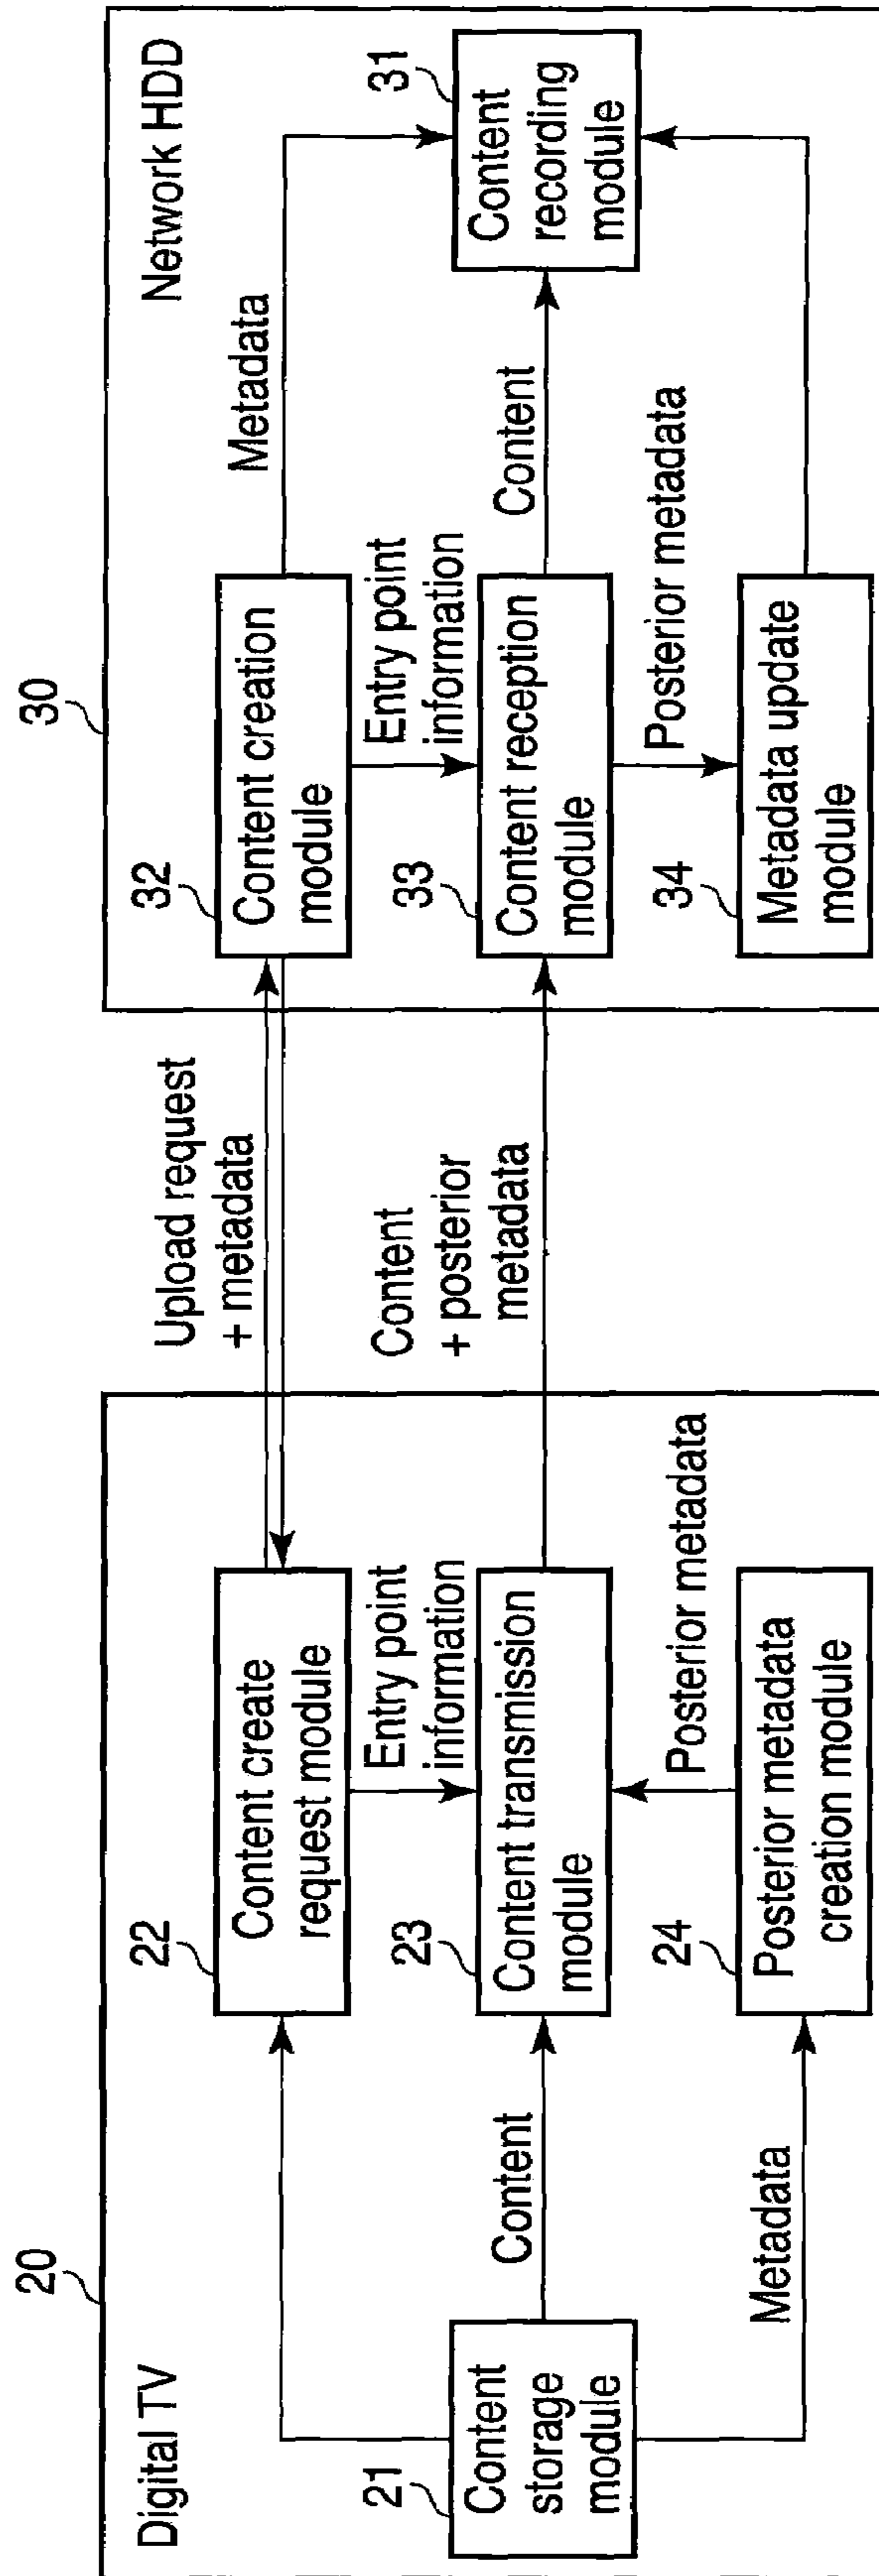 20
Digital TV
21
Content
storage
module
Content
Metadata
22
Content create
request module
Entry point
information
23
Content transmission
module
Posterior metadata
24
Posterior metadata
creation module
Upload request
+ metadata
Content
+ posterior
metadata
30
Network HDD
32
Content creation
module
Entry point
information
33
Content reception
module
Posterior metadata
34
Metadata update
module
Metadata
Content
31
Content
recording
module